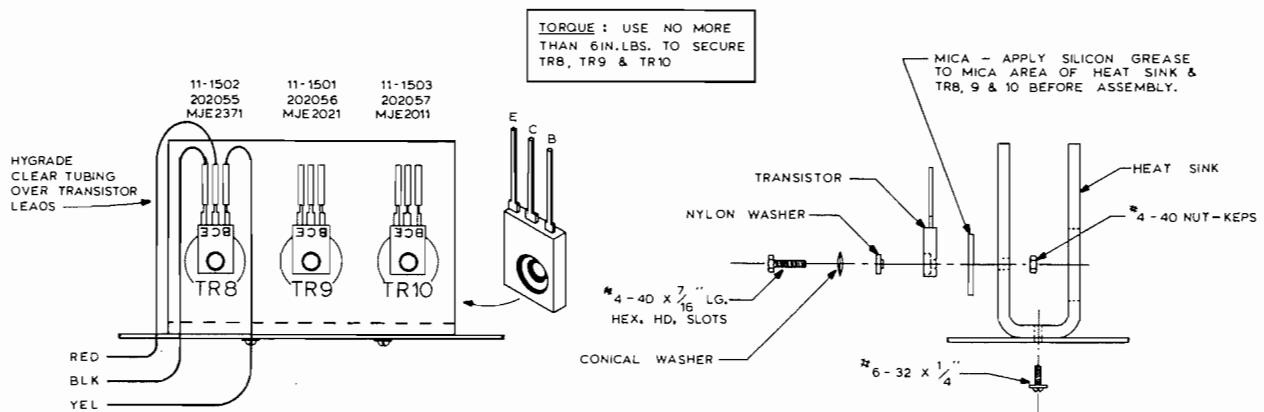 TORQUE : USE NO MORE
THAN 6IN.LBS. TO SECURE
TR8, TR9 & TR10
11-1502
202055
MJE2371
11-1501
202056
MJE2021
11-1503
202057
MJE2011
HYGRADE
CLEAR TUBING
OVER TRANSISTOR
LEAOS
E
C
B
BCE
BCE
BCE
TR8
TR9
TR10
RED
BLK
YEL
MICA - APPLY SILICON GREASE
TO MICA AREA OF HEAT SINK &
TR8, 9 & 10 BEFORE ASSEMBLY.
TRANSISTOR
HEAT SINK
NYLON WASHER
#4-40 NUT-KEPS
#4-40 X 7/16" LG.
HEX. HD. SLOTS
CONICAL WASHER
#6-32 X 1/4"